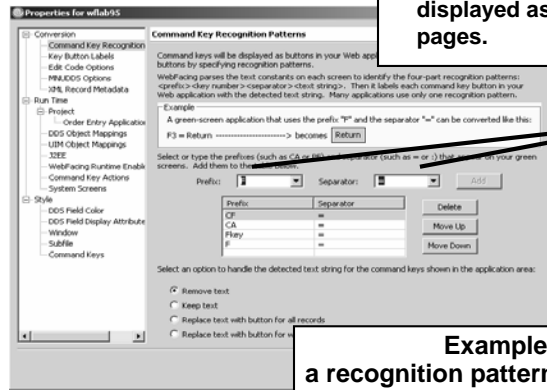 Properties for wflab95
displayed as
pages.
Conversion
Command Key Recognition
Key Button Labels
Edit Code Options
MNUDDS Options
XML Record Metadata
Run Time
Project
Order Entry Application
DDS Object Mappings
UIM Object Mappings
J2EE
WebFacing Runtime Enabl
Command Key Actions
System Screens
Style
DDS Field Color
DDS Field Display Attribute
Window
Subfile
Command Keys
Command Key Recognition Patterns
Command keys will be displayed as buttons in your Web appl
buttons by specifying recognition patterns.
WebFacing parses the text constants on each screen to identify the four-part recognition patterns:
<prefix><key number><separator><text string>. Then it labels each command key button in your
Web application with the detected text string. Many applications use only one recognition pattern.
Example
A green-screen application that uses the prefix "F" and the separator "=" can be converted like this:
F3 = Return --------------------> becomes Return
Select or type the prefixes (such as CA or PF) and separator (such as = or :) that appear on your green
screens. Add them to the table below.
Prefix: Separator: = Add
Prefix Separator
CF =
CA =
Fkey =
F =
Delete
Move Up
Move Down
Select an option to handle the detected text string for the command keys shown in the application area:
Remove text
Keep text
Replace text with button for all records
Replace text with button for w
Example
a recognition pattern